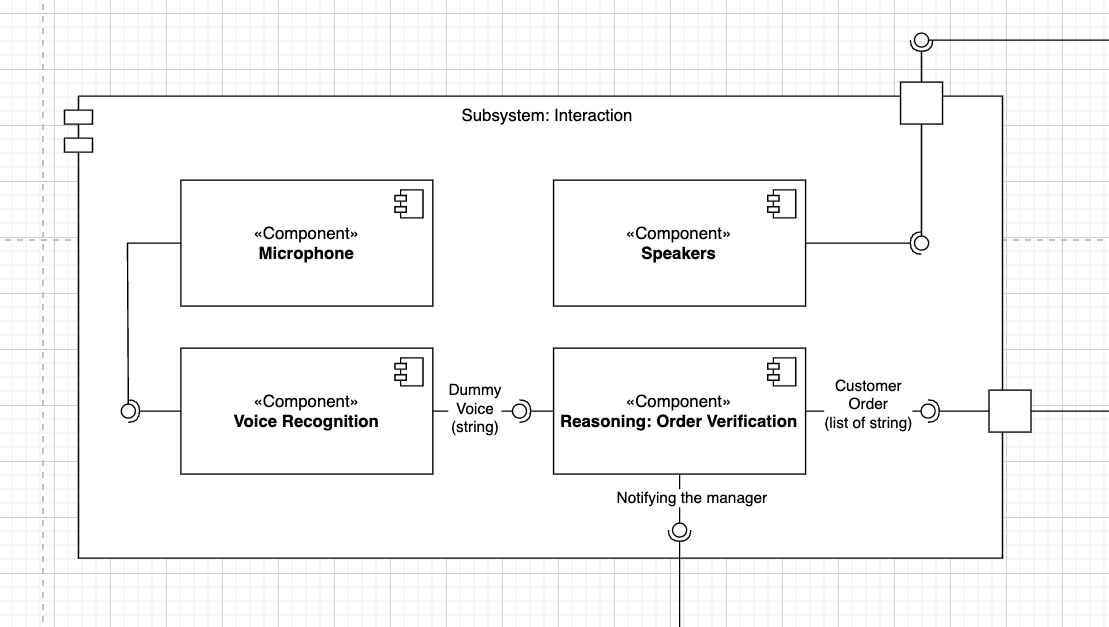 Subsystem: Interaction
«Component»
Microphone
«Component»
Speakers
«Component»
Voice Recognition
Dummy
Voice
(string)
«Component»
Reasoning: Order Verification
Customer
Order
(list of string)
Notifying the manager